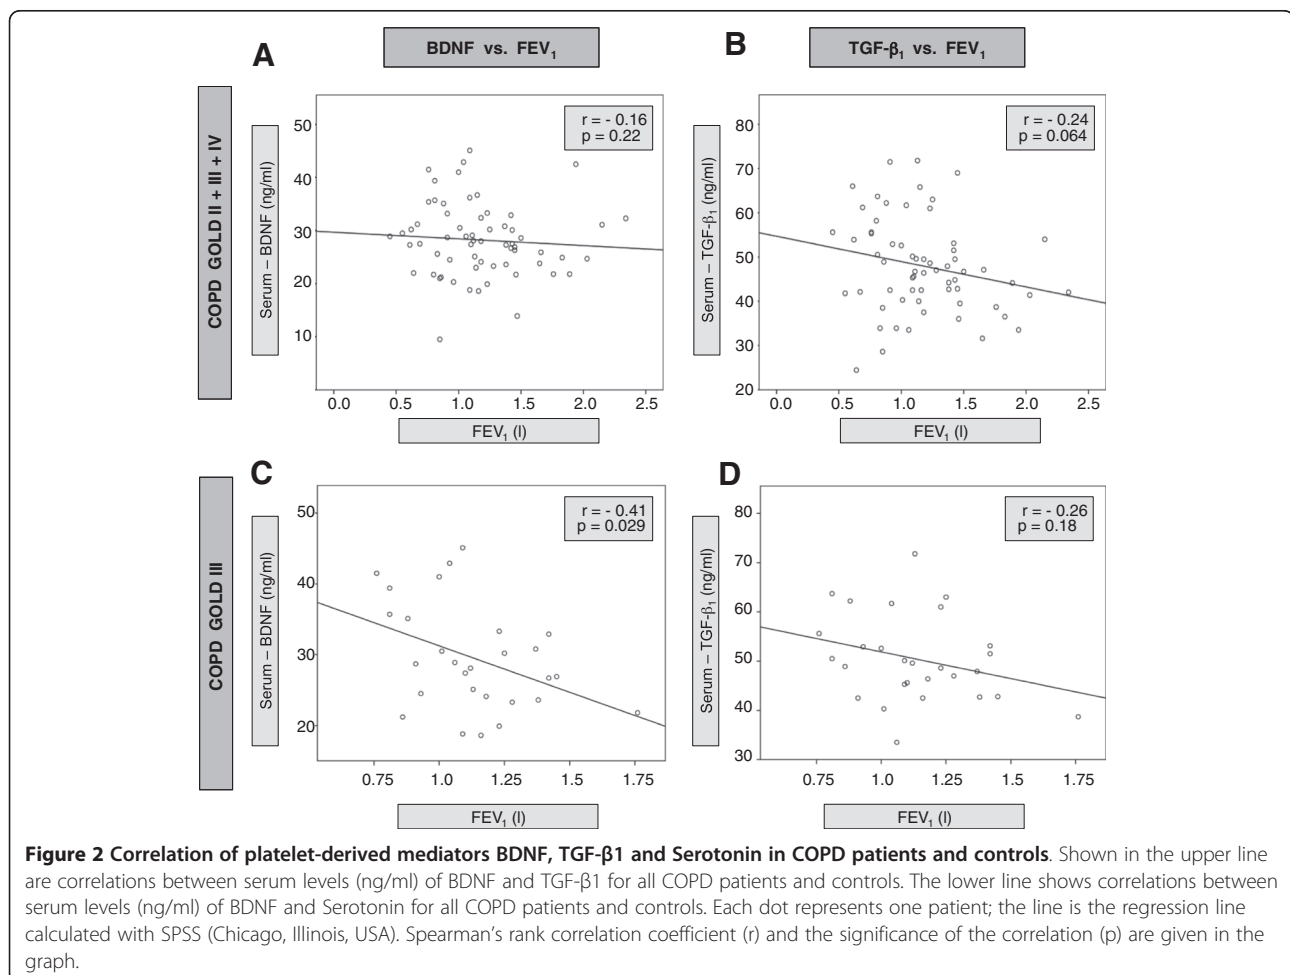 A
BDNF vs. FEV1
B
TGF-β1 vs. FEV1
COPD GOLD II + III + IV
Serum – BDNF (ng/ml)
50
40
30
20
10
r = - 0.16
p = 0.22
0.0 0.5 1.0 1.5 2.0 2.5
FEV1 (l)
Serum – TGF-β1 (ng/ml)
80
70
60
50
40
30
20
r = - 0.24
p = 0.064
0.0 0.5 1.0 1.5 2.0 2.5
FEV1 (l)
COPD GOLD III
C
Serum – BDNF (ng/ml)
50
40
30
20
r = - 0.41
p = 0.029
0.75 1.0 1.25 1.5 1.75
FEV1 (l)
D
Serum – TGF-β1 (ng/ml)
80
70
60
50
40
30
r = - 0.26
p = 0.18
0.75 1.0 1.25 1.5 1.75
FEV1 (l)
Figure 2 Correlation of platelet-derived mediators BDNF, TGF-β1 and Serotonin in COPD patients and controls. Shown in the upper line
are correlations between serum levels (ng/ml) of BDNF and TGF-β1 for all COPD patients and controls. The lower line shows correlations between
serum levels (ng/ml) of BDNF and Serotonin for all COPD patients and controls. Each dot represents one patient; the line is the regression line
calculated with SPSS (Chicago, Illinois, USA). Spearman's rank correlation coefficient (r) and the significance of the correlation (p) are given in the
graph.